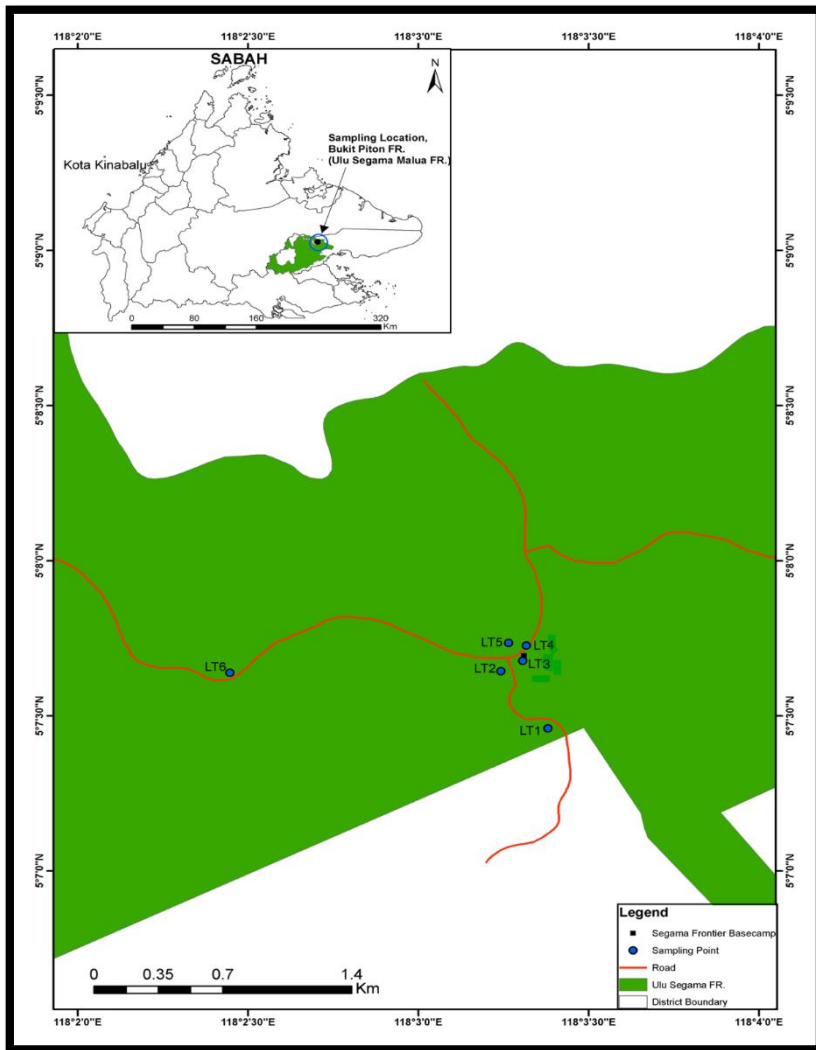 118°2'0"E 118°2'30"E 118°3'0"E 118°3'30"E 118°4'0"E
SABAH
N
Kota Kinabalu
Sampling Location,
Bukit Piton FR.
(Ulu Segama Malua FR.)
0 80 160 320
Km
5°9'30"N 5°9'30"N
5°9'0"N 5°9'0"N
5°8'30"N 5°8'30"N
5°8'0"N 5°8'0"N
LT5 LT4
LT6 LT2 LT3
5°7'30"N 5°7'30"N
LT1
5°7'0"N 5°7'0"N
0 0.35 0.7 1.4
Km
Legend
Segama Frontier Basecamp
Sampling Point
Road
Ulu Segama FR.
District Boundary
118°2'0"E 118°2'30"E 118°3'0"E 118°3'30"E 118°4'0"E